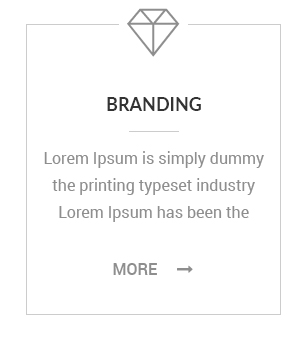 BRANDING
Lorem Ipsum is simply dummy
the printing typeset industry
Lorem Ipsum has been the
MORE